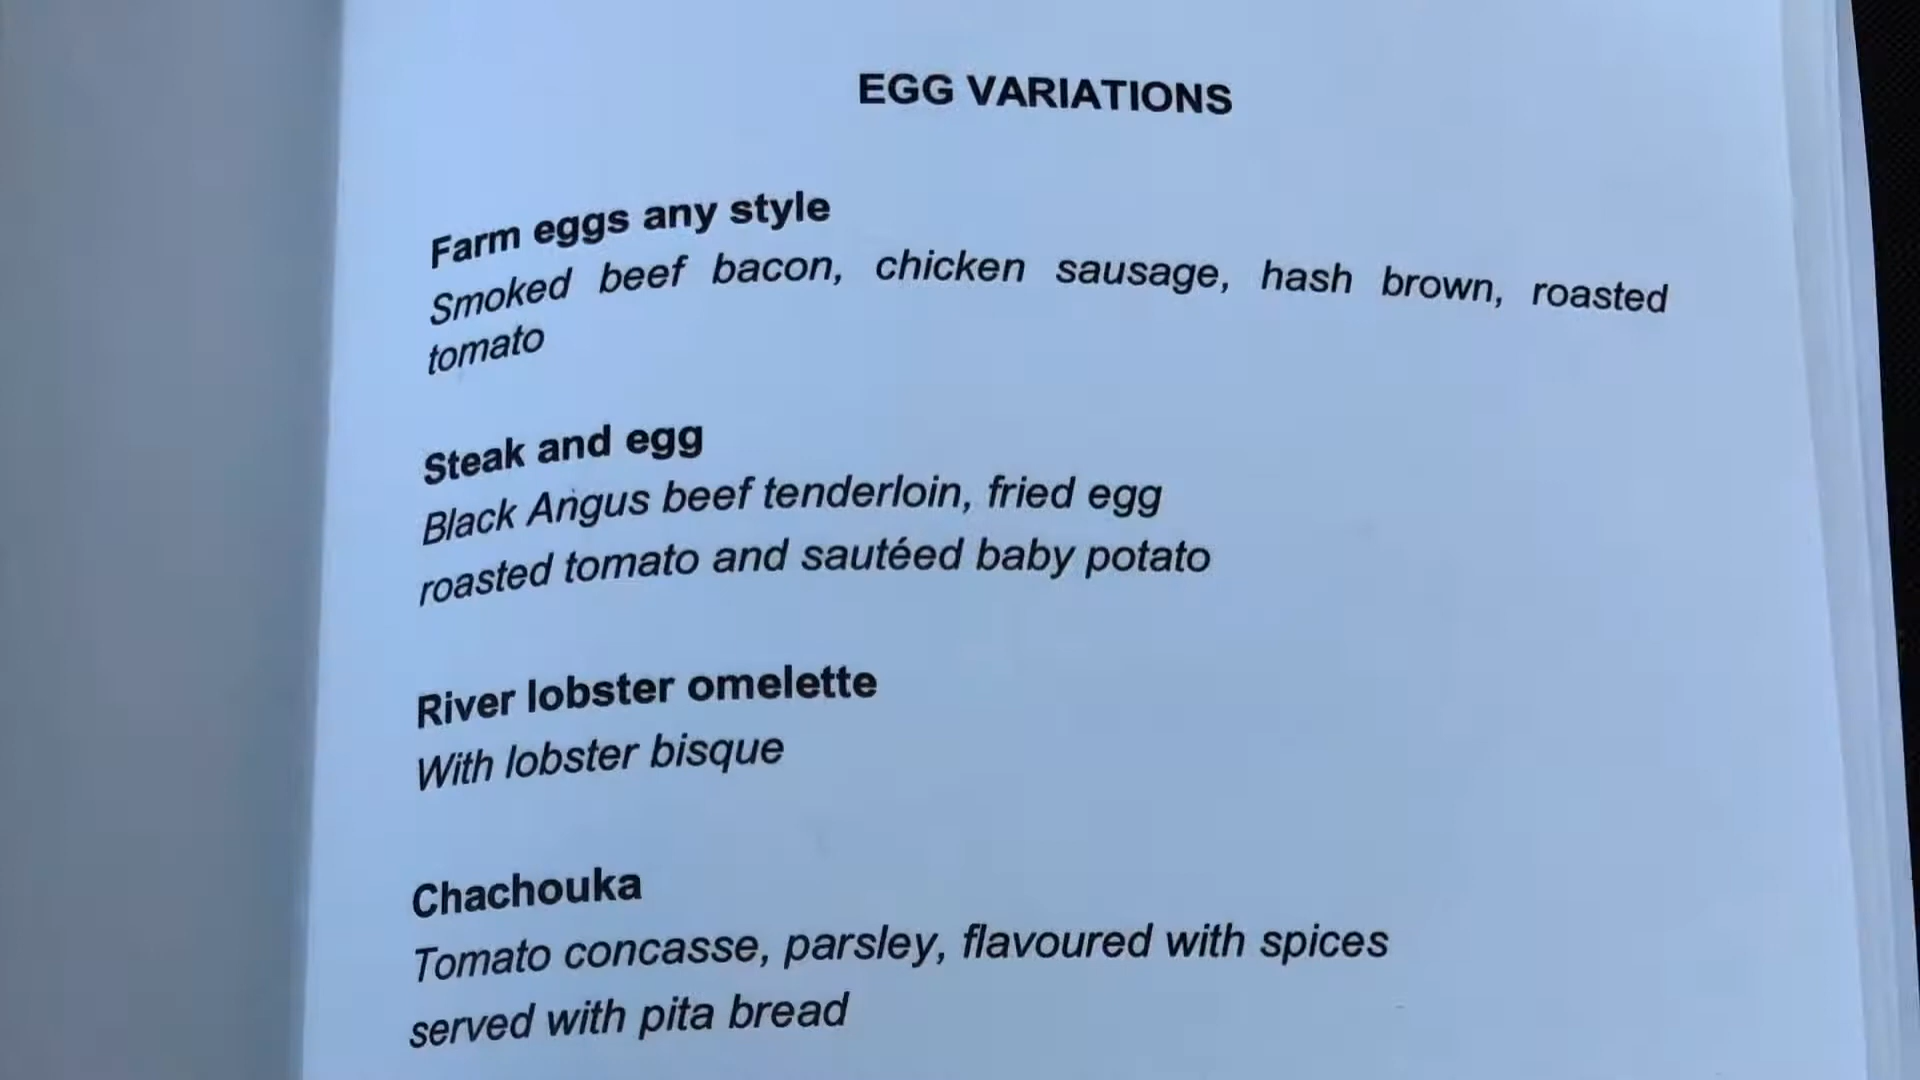 EGG VARIATIONS
Farm eggs any style
Smoked beef bacon, chicken sausage, hash brown, roasted
tomato
Steak and egg
Black Angus beef tenderloin, fried egg
roasted tomato and sautéed baby potato
River lobster omelette
With lobster bisque
Chachouka
Tomato concasse, parsley, flavoured with spices
served with pita bread